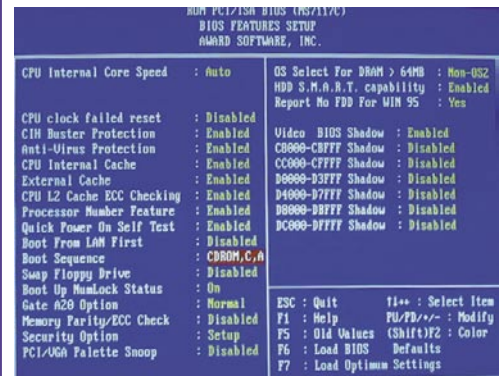 ROM PCI/ISA BIOS (MS7117C)
BIOS FEATURES SETUP
AWARD SOFTWARE, INC.
CPU Internal Core Speed : Auto
CPU clock failed reset : Disabled
CIH Buster Protection : Enabled
Anti-Virus Protection : Enabled
CPU Internal Cache : Enabled
External Cache : Enabled
CPU L2 Cache ECC Checking : Enabled
Processor Number Feature : Enabled
Quick Power On Self Test : Enabled
Boot From LAN First : Disabled
Boot Sequence : CDROM,C,A
Swap Floppy Drive : Disabled
Boot Up NumLock Status : On
Gate A20 Option : Normal
Memory Parity/ECC Check : Disabled
Security Option : Setup
PCI/VGA Palette Snoop : Disabled
OS Select For DRAM > 64MB : Non-OS2
HDD S.M.A.R.T. capability : Enabled
Report No FDD For WIN 95 : Yes
Video BIOS Shadow : Enabled
C8000-CBFFF Shadow : Disabled
CC000-CFFFF Shadow : Disabled
D0000-D3FFF Shadow : Disabled
D4000-D7FFF Shadow : Disabled
D8000-DBFFF Shadow : Disabled
DC000-DFFFF Shadow : Disabled
ESC : Quit ↑↓→← : Select Item
F1 : Help PU/PD/+/- : Modify
F5 : Old Values (Shift)F2 : Color
F6 : Load BIOS Defaults
F7 : Load Optimum Settings